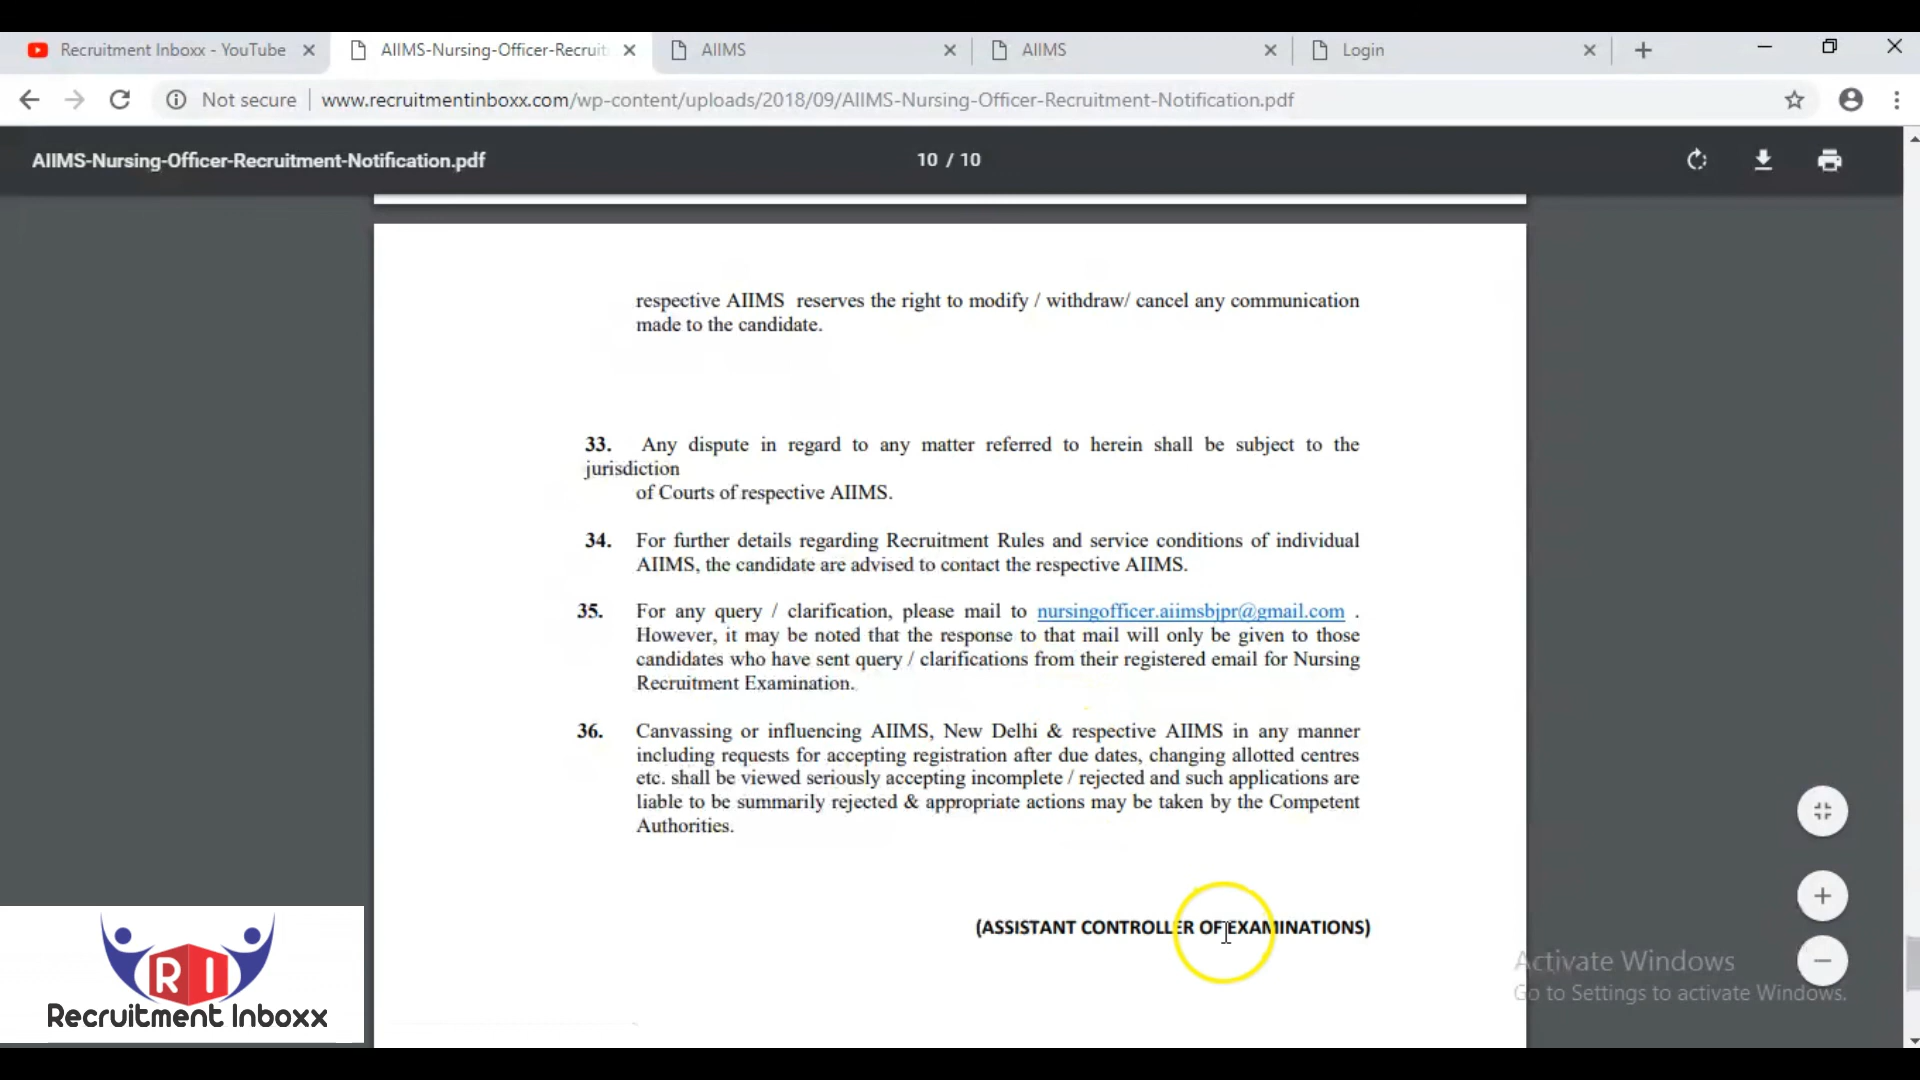 Recruitment Inboxx - YouTube
AIIMS-Nursing-Officer-Recruit
AIIMS
AIIMS
Login
Not secure
www.recruitmentinboxx.com/wp-content/uploads/2018/09/AIIMS-Nursing-Officer-Recruitment-Notification.pdf
AIIMS-Nursing-Officer-Recruitment-Notification.pdf
10 / 10
respective AIIMS reserves the right to modify / withdraw/ cancel any communication
made to the candidate.
33. Any dispute in regard to any matter referred to herein shall be subject to the
jurisdiction
of Courts of respective AIIMS.
34. For further details regarding Recruitment Rules and service conditions of individual
AIIMS, the candidate are advised to contact the respective AIIMS.
35. For any query / clarification, please mail to nursingofficer.aiimsbjpr@gmail.com .
However, it may be noted that the response to that mail will only be given to those
candidates who have sent query / clarifications from their registered email for Nursing
Recruitment Examination.
36. Canvassing or influencing AIIMS, New Delhi & respective AIIMS in any manner
including requests for accepting registration after due dates, changing allotted centres
etc. shall be viewed seriously accepting incomplete / rejected and such applications are
liable to be summarily rejected & appropriate actions may be taken by the Competent
Authorities.
(ASSISTANT CONTROLLER OF EXAMINATIONS)
Activate Windows
Go to Settings to activate Windows.
RI
Recruitment Inboxx